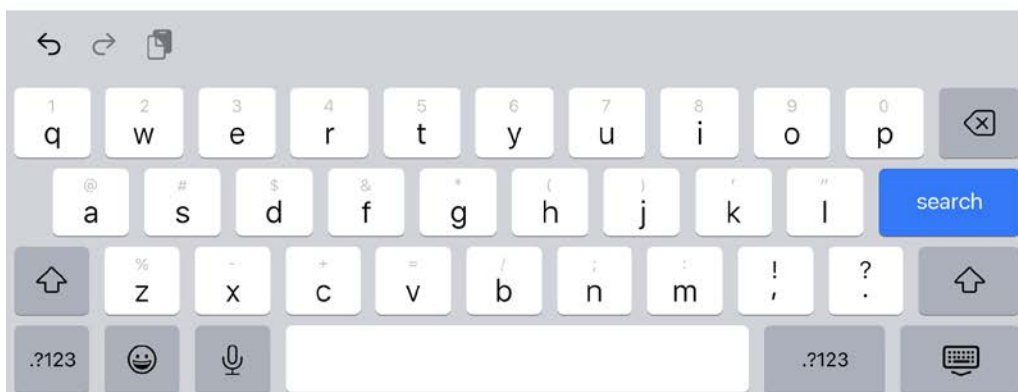 1 2 3 4 5 6 7 8 9 0
q w e r t y u i o p
@ # $ & * ( ) ' "
a s d f g h j k l search
% - + = / ; : ! ?
z x c v b n m , .
.?123 .?123